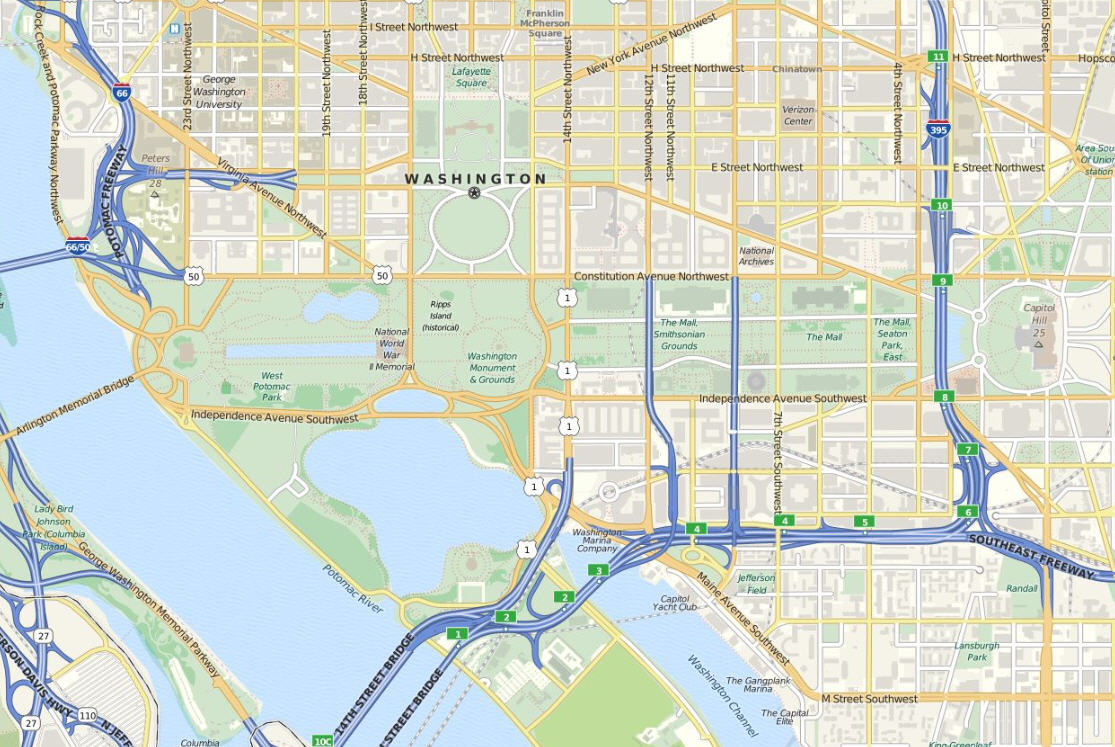 Franklin
McPherson
Square
K Street Northwest
Rock Creek and Potomac Parkway Northwest
New York Avenue Northwest
H Street Northwest
H Street Northwest
H Street Northwest
Hopsco
Lafayette
Square
Chinatown
11
George
Washington
University
66
23rd Street Northwest
19th Street Northwest
18th Street Northwest
14th Street Northwest
12th Street Northwest
11th Street Northwest
4th Street Northwest
Verizon
Center
395
Area Sou
Of Union
station
Peters
Hill
28
POTOMAC FREEWAY
Virginia Avenue Northwest
E Street Northwest
E Street Northwest
WASHINGTON
10
66/50
National
Archives
50
50
Constitution Avenue Northwest
9
1
Ripps
Island
(historical)
Capitol
Hill
25
National
World
War
II Memorial
The Mall,
Smithsonian
Grounds
The Mall
The Mall,
Seaton
Park,
East
Washington
Monument
& Grounds
West
Potomac
Park
1
Arlington Memorial Bridge
Independence Avenue Southwest
Independence Avenue Southwest
8
1
7th Street Southwest
7
1
6
Lady Bird
Johnson
Park (Columbia
Island)
4
4
5
Washington
Marina
Company
SOUTHEAST FREEWAY
1
George Washington Memorial Parkway
Potomac River
3
Jefferson
Field
Maine Avenue Southwest
Randall
2
Capitol
Yacht Club
2
1
27
14TH STREET BRIDGE
STREET BRIDGE
Lansburgh
Park
Washington Channel
The Gangplank
Marina
M Street Southwest
The Capital
Elite
ERSON DAVIS HWY
110
N JEFF
27
Columbia
10C
King-Greenleaf